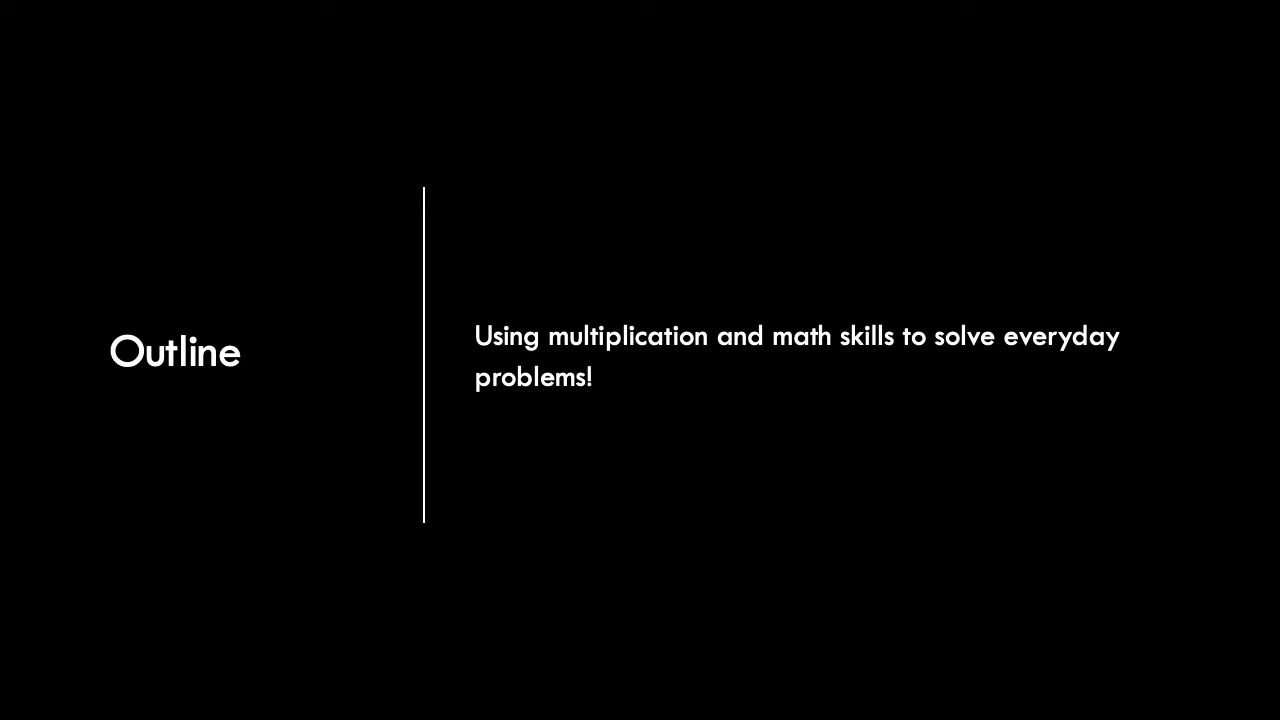 Outline
Using multiplication and math skills to solve everyday
problems!